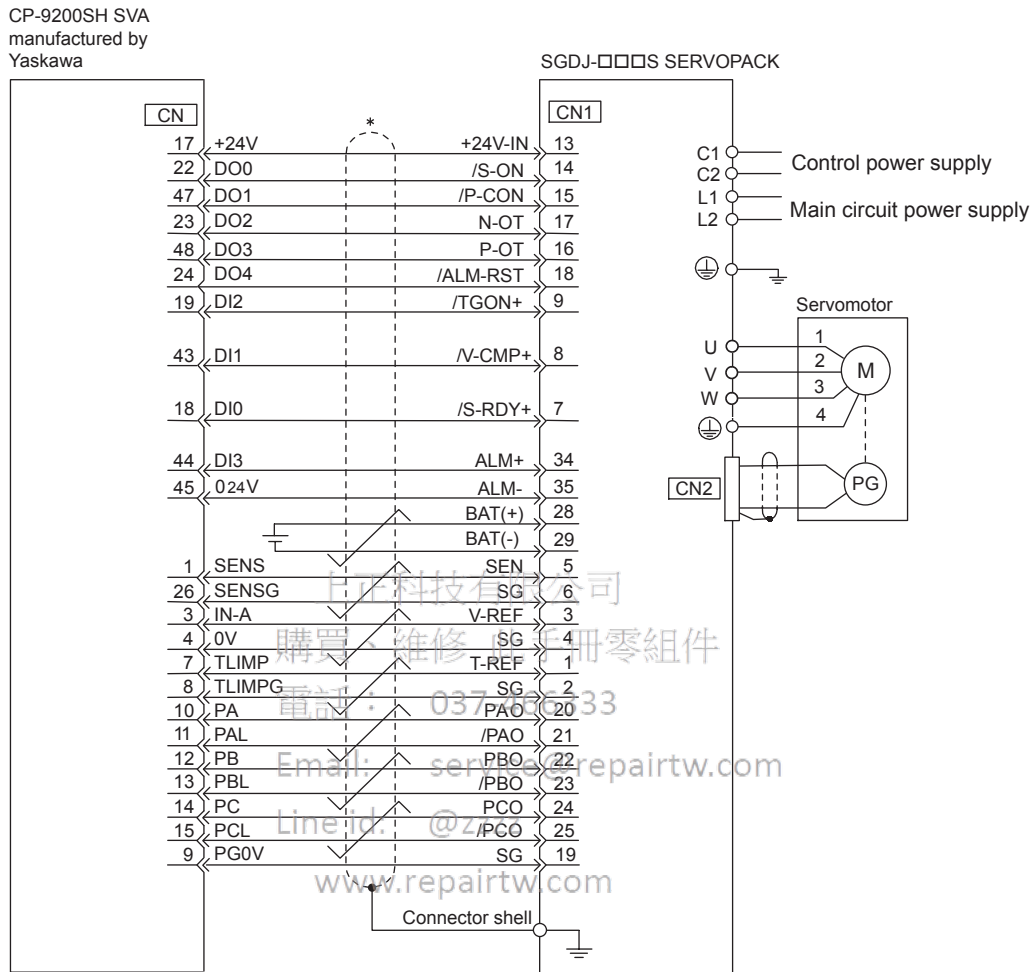 CP-9200SH SVA
manufactured by
Yaskawa
SGDJ-□□□S SERVOPACK
CN
*
CN1
17 +24V +24V-IN 13
22 DO0 /S-ON 14
47 DO1 /P-CON 15
23 DO2 N-OT 17
48 DO3 P-OT 16
24 DO4 /ALM-RST 18
19 DI2 /TGON+ 9
43 DI1 /V-CMP+ 8
18 DI0 /S-RDY+ 7
44 DI3 ALM+ 34
45 024V ALM- 35
BAT(+) 28
BAT(-) 29
1 SENS SEN 5
26 SENSG SG 6
3 IN-A V-REF 3
4 0V SG 4
7 TLIMP T-REF 1
8 TLIMPG SG 2
10 PA PAO 20
11 PAL /PAO 21
12 PB PBO 22
13 PBL /PBO 23
14 PC PCO 24
15 PCL /PCO 25
9 PG0V SG 19
Connector shell
C1
C2
Control power supply
L1
L2
Main circuit power supply
Servomotor
U 1
V 2
W 3
4
M
CN2
PG
上正科技有限公司
購買、維修 此手冊零組件
電話： 037-466333
Email: service@repairtw.com
Line id: @zzzz
www.repairtw.com